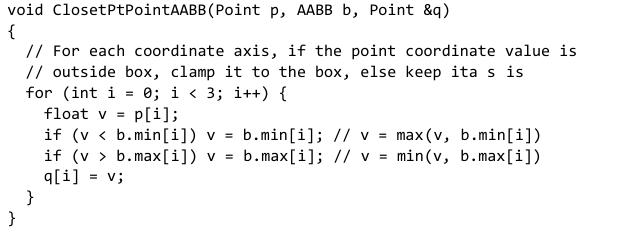 void ClosetPtPointAABB(Point p, AABB b, Point &q)
{
  // For each coordinate axis, if the point coordinate value is
  // outside box, clamp it to the box, else keep ita s is
  for (int i = 0; i < 3; i++) {
    float v = p[i];
    if (v < b.min[i]) v = b.min[i]; // v = max(v, b.min[i])
    if (v > b.max[i]) v = b.max[i]; // v = min(v, b.max[i])
    q[i] = v;
  }
}